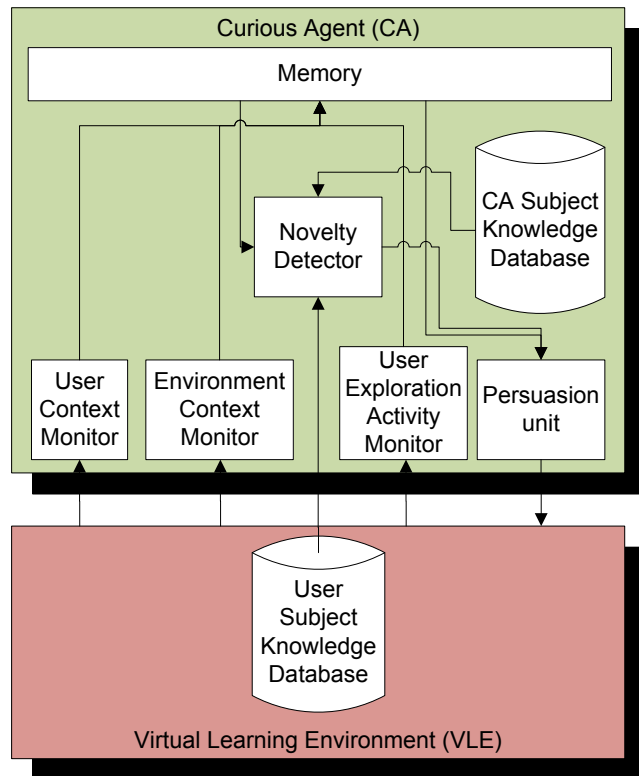 Curious Agent (CA)
Memory
CA Subject
Knowledge
Database
Novelty
Detector
User
Context
Monitor
Environment
Context
Monitor
User
Exploration
Activity
Monitor
Persuasion
unit
User
Subject
Knowledge
Database
Virtual Learning Environment (VLE)